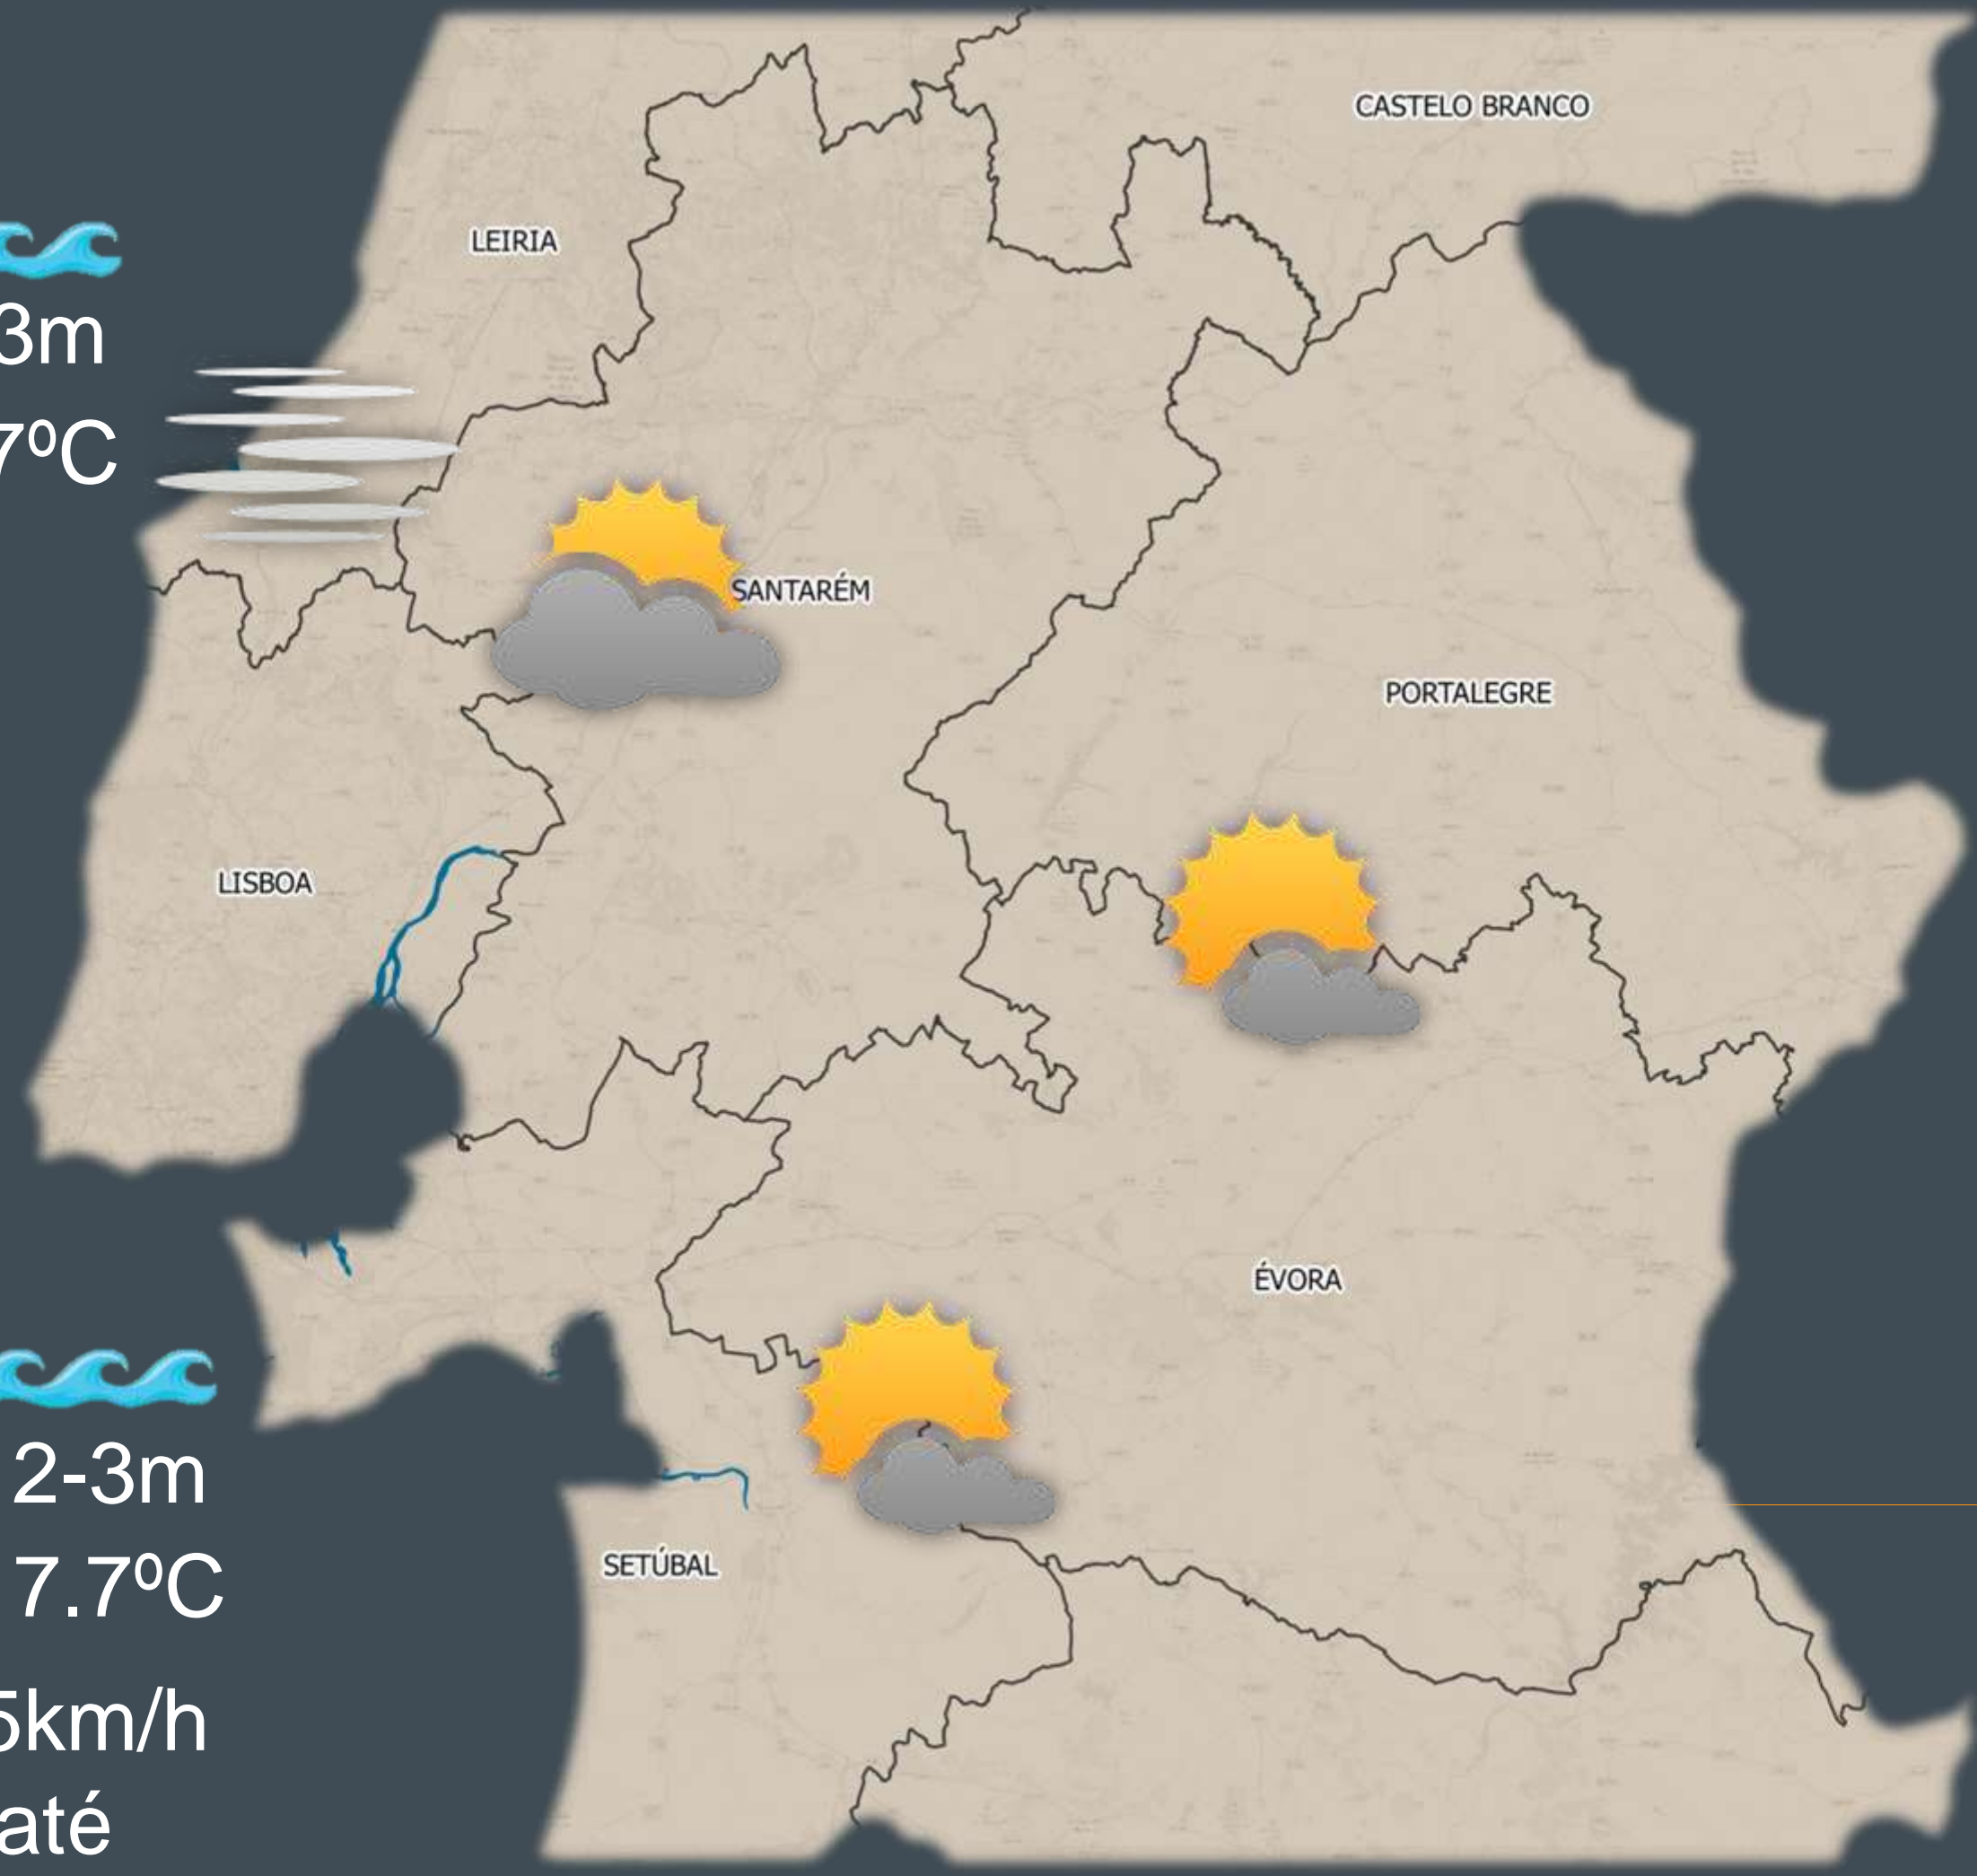 CASTELO BRANCO
LEIRIA
3m
7ºC
SANTARÉM
PORTALEGRE
LISBOA
ÉVORA
2-3m
7.7ºC
SETÚBAL
5km/h
até